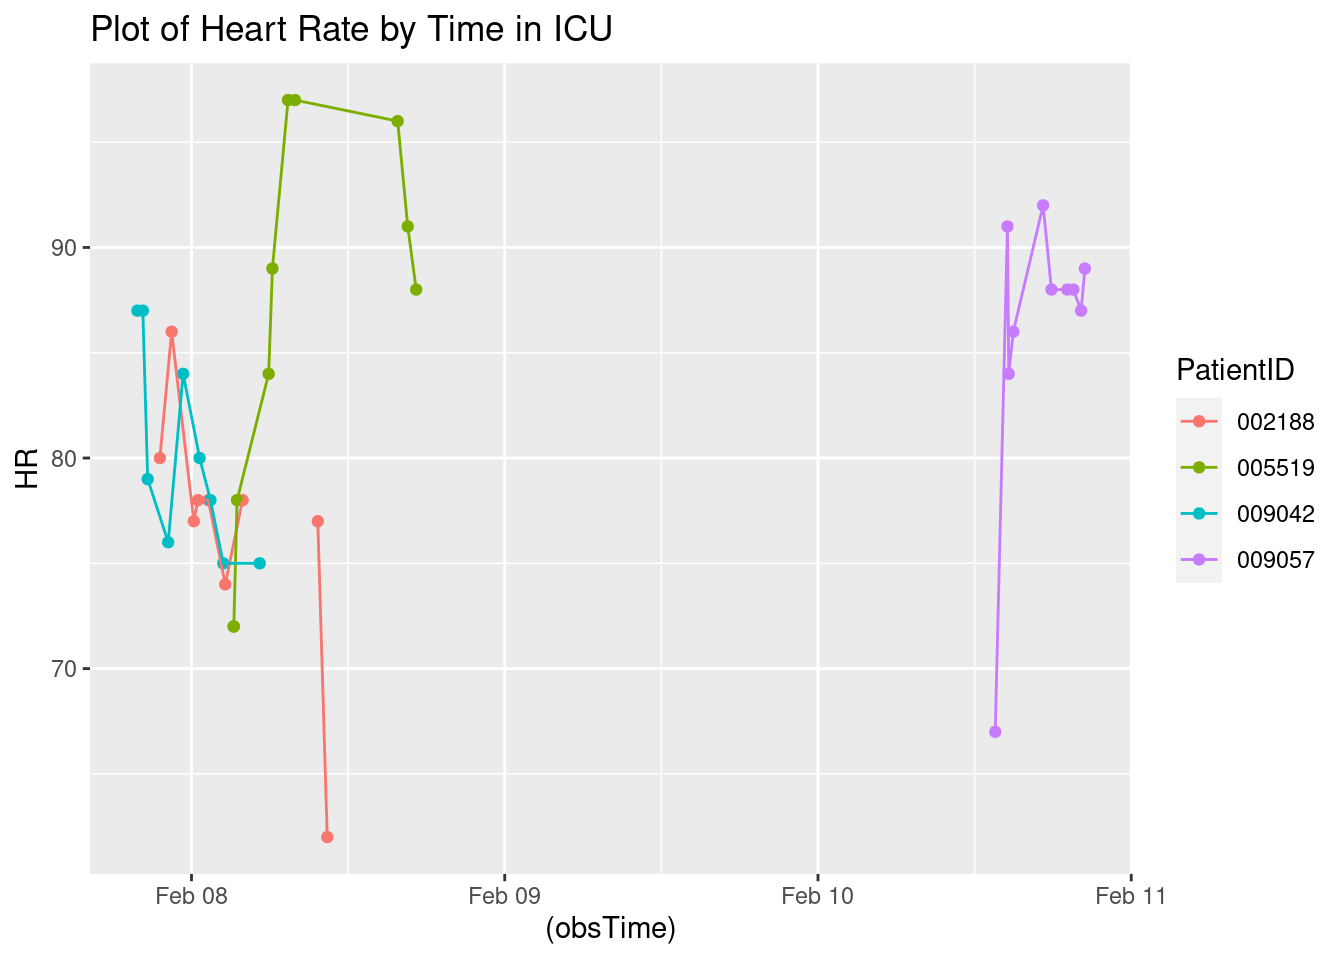 Plot of Heart Rate by Time in ICU
90
80
70
HR
Feb 08
Feb 09
Feb 10
Feb 11
(obsTime)
PatientID
002188
005519
009042
009057